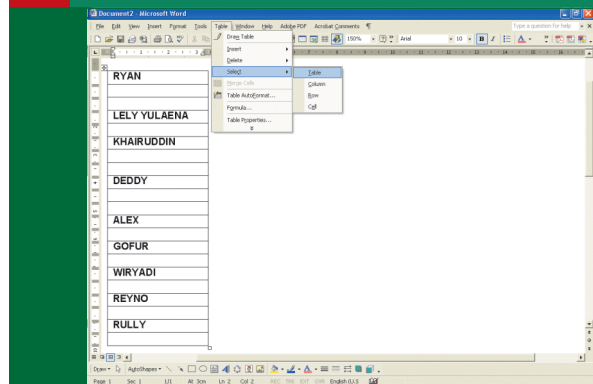 Document2 - Microsoft Word
File Edit View Insert Format Tools Table Window Help Adobe PDF Acrobat Comments
Type a question for help
150% Arial 10 B I
Draw Table
Insert
Delete
Select
Merge Cells
Table AutoFormat...
Formula...
Table Properties...
Table
Column
Row
Cell
RYAN
LELY YULAENA
KHAIRUDDIN
DEDDY
ALEX
GOFUR
WIRYADI
REYNO
RULLY
Draw AutoShapes
Page 1 Sec 1 1/1 At 3cm Ln 2 Col 2 REC TRK EXT OVR English (U.S